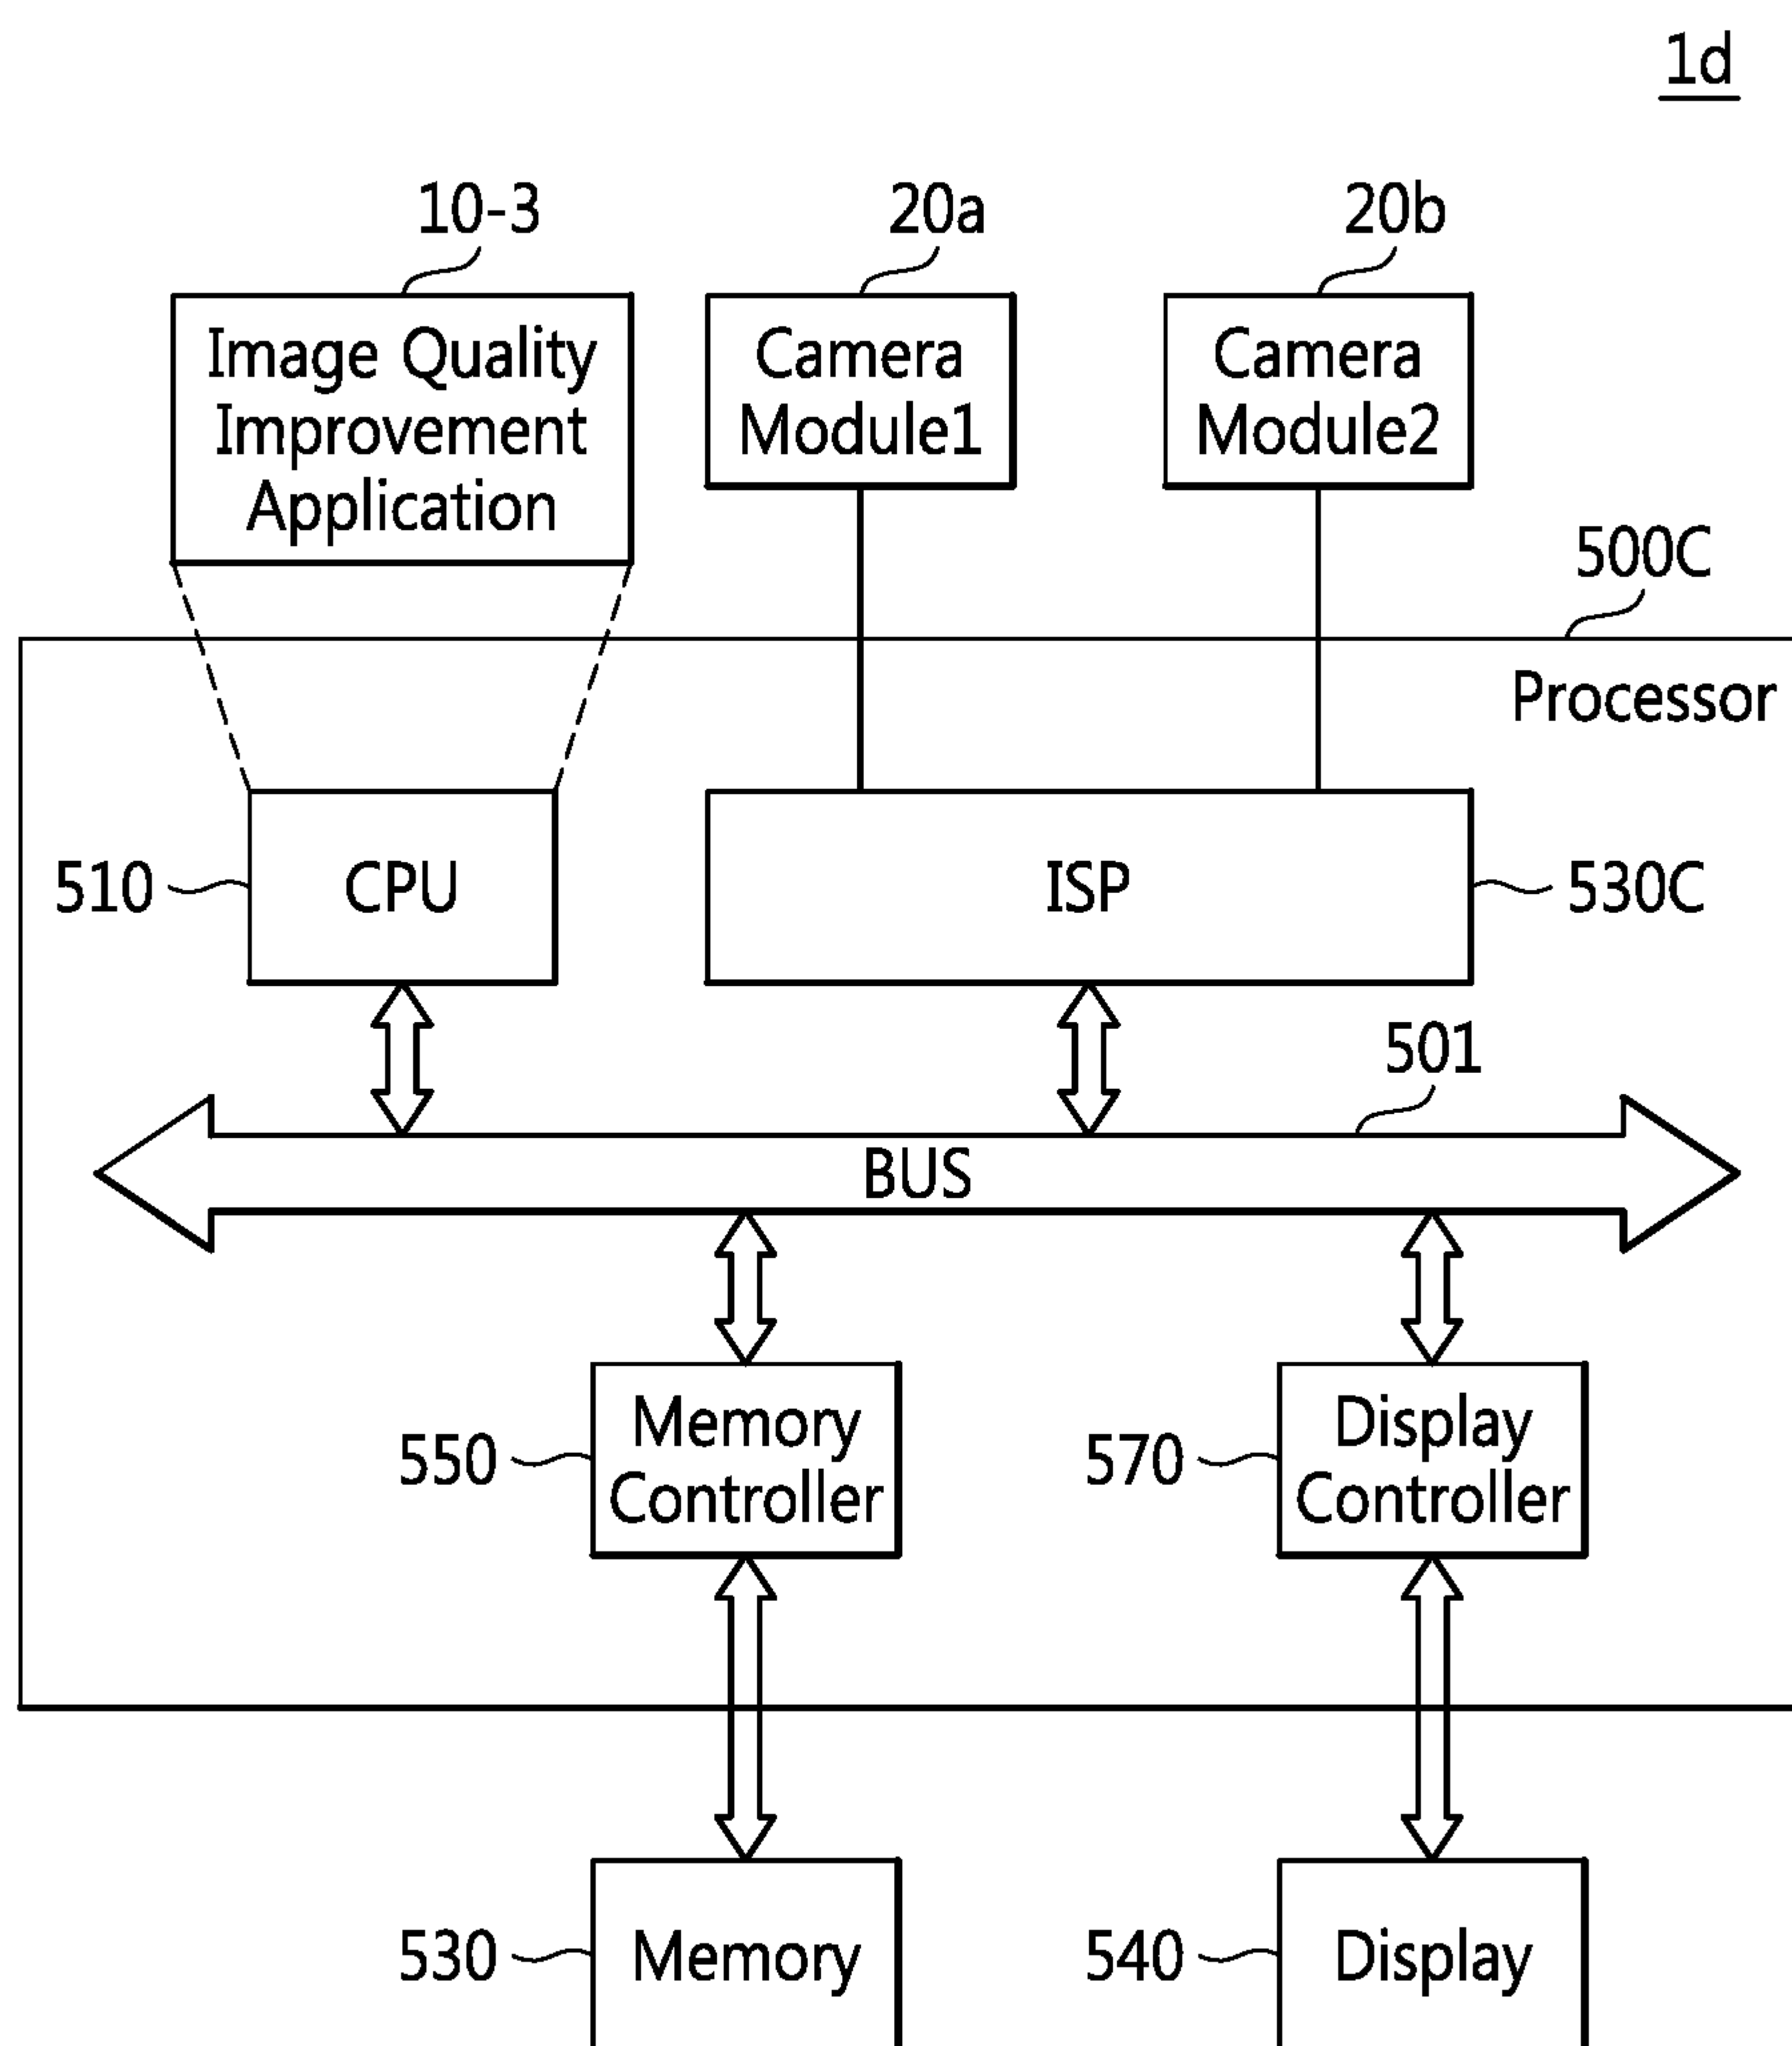 1d
10-3
20a
20b
Image Quality
Improvement
Application
Camera
Module1
Camera
Module2
500C
Processor
510
CPU
ISP
530C
501
BUS
550
Memory
Controller
570
Display
Controller
530
Memory
540
Display